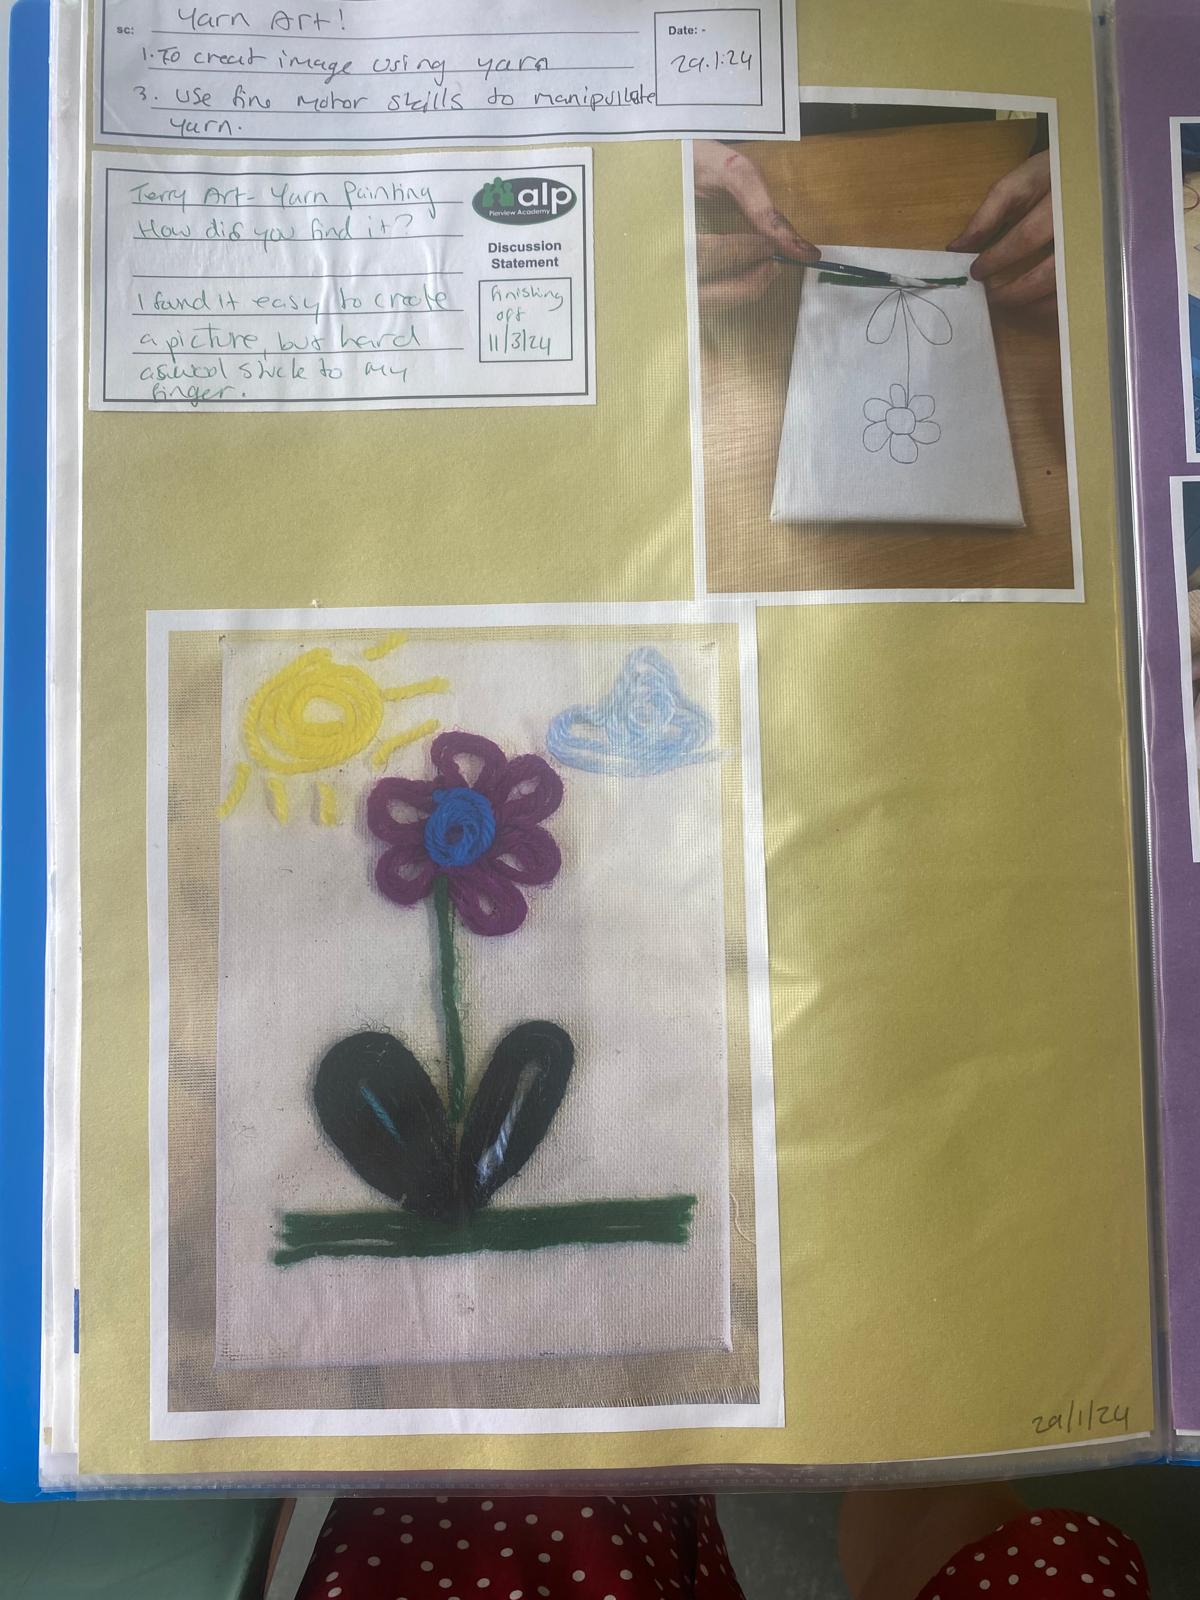 sc: Yarn Art!
1. To creat image using yarn
3. Use fine motor skills to manipulate
yarn.
Date: -
29.1.24
Terry Art - Yarn Painting
How did you find it?
I found it easy to create
a picture, but hard
as wool stick to my
finger.
alp
Pierview Academy
Discussion
Statement
finishing
off
11/3/24
29/1/24